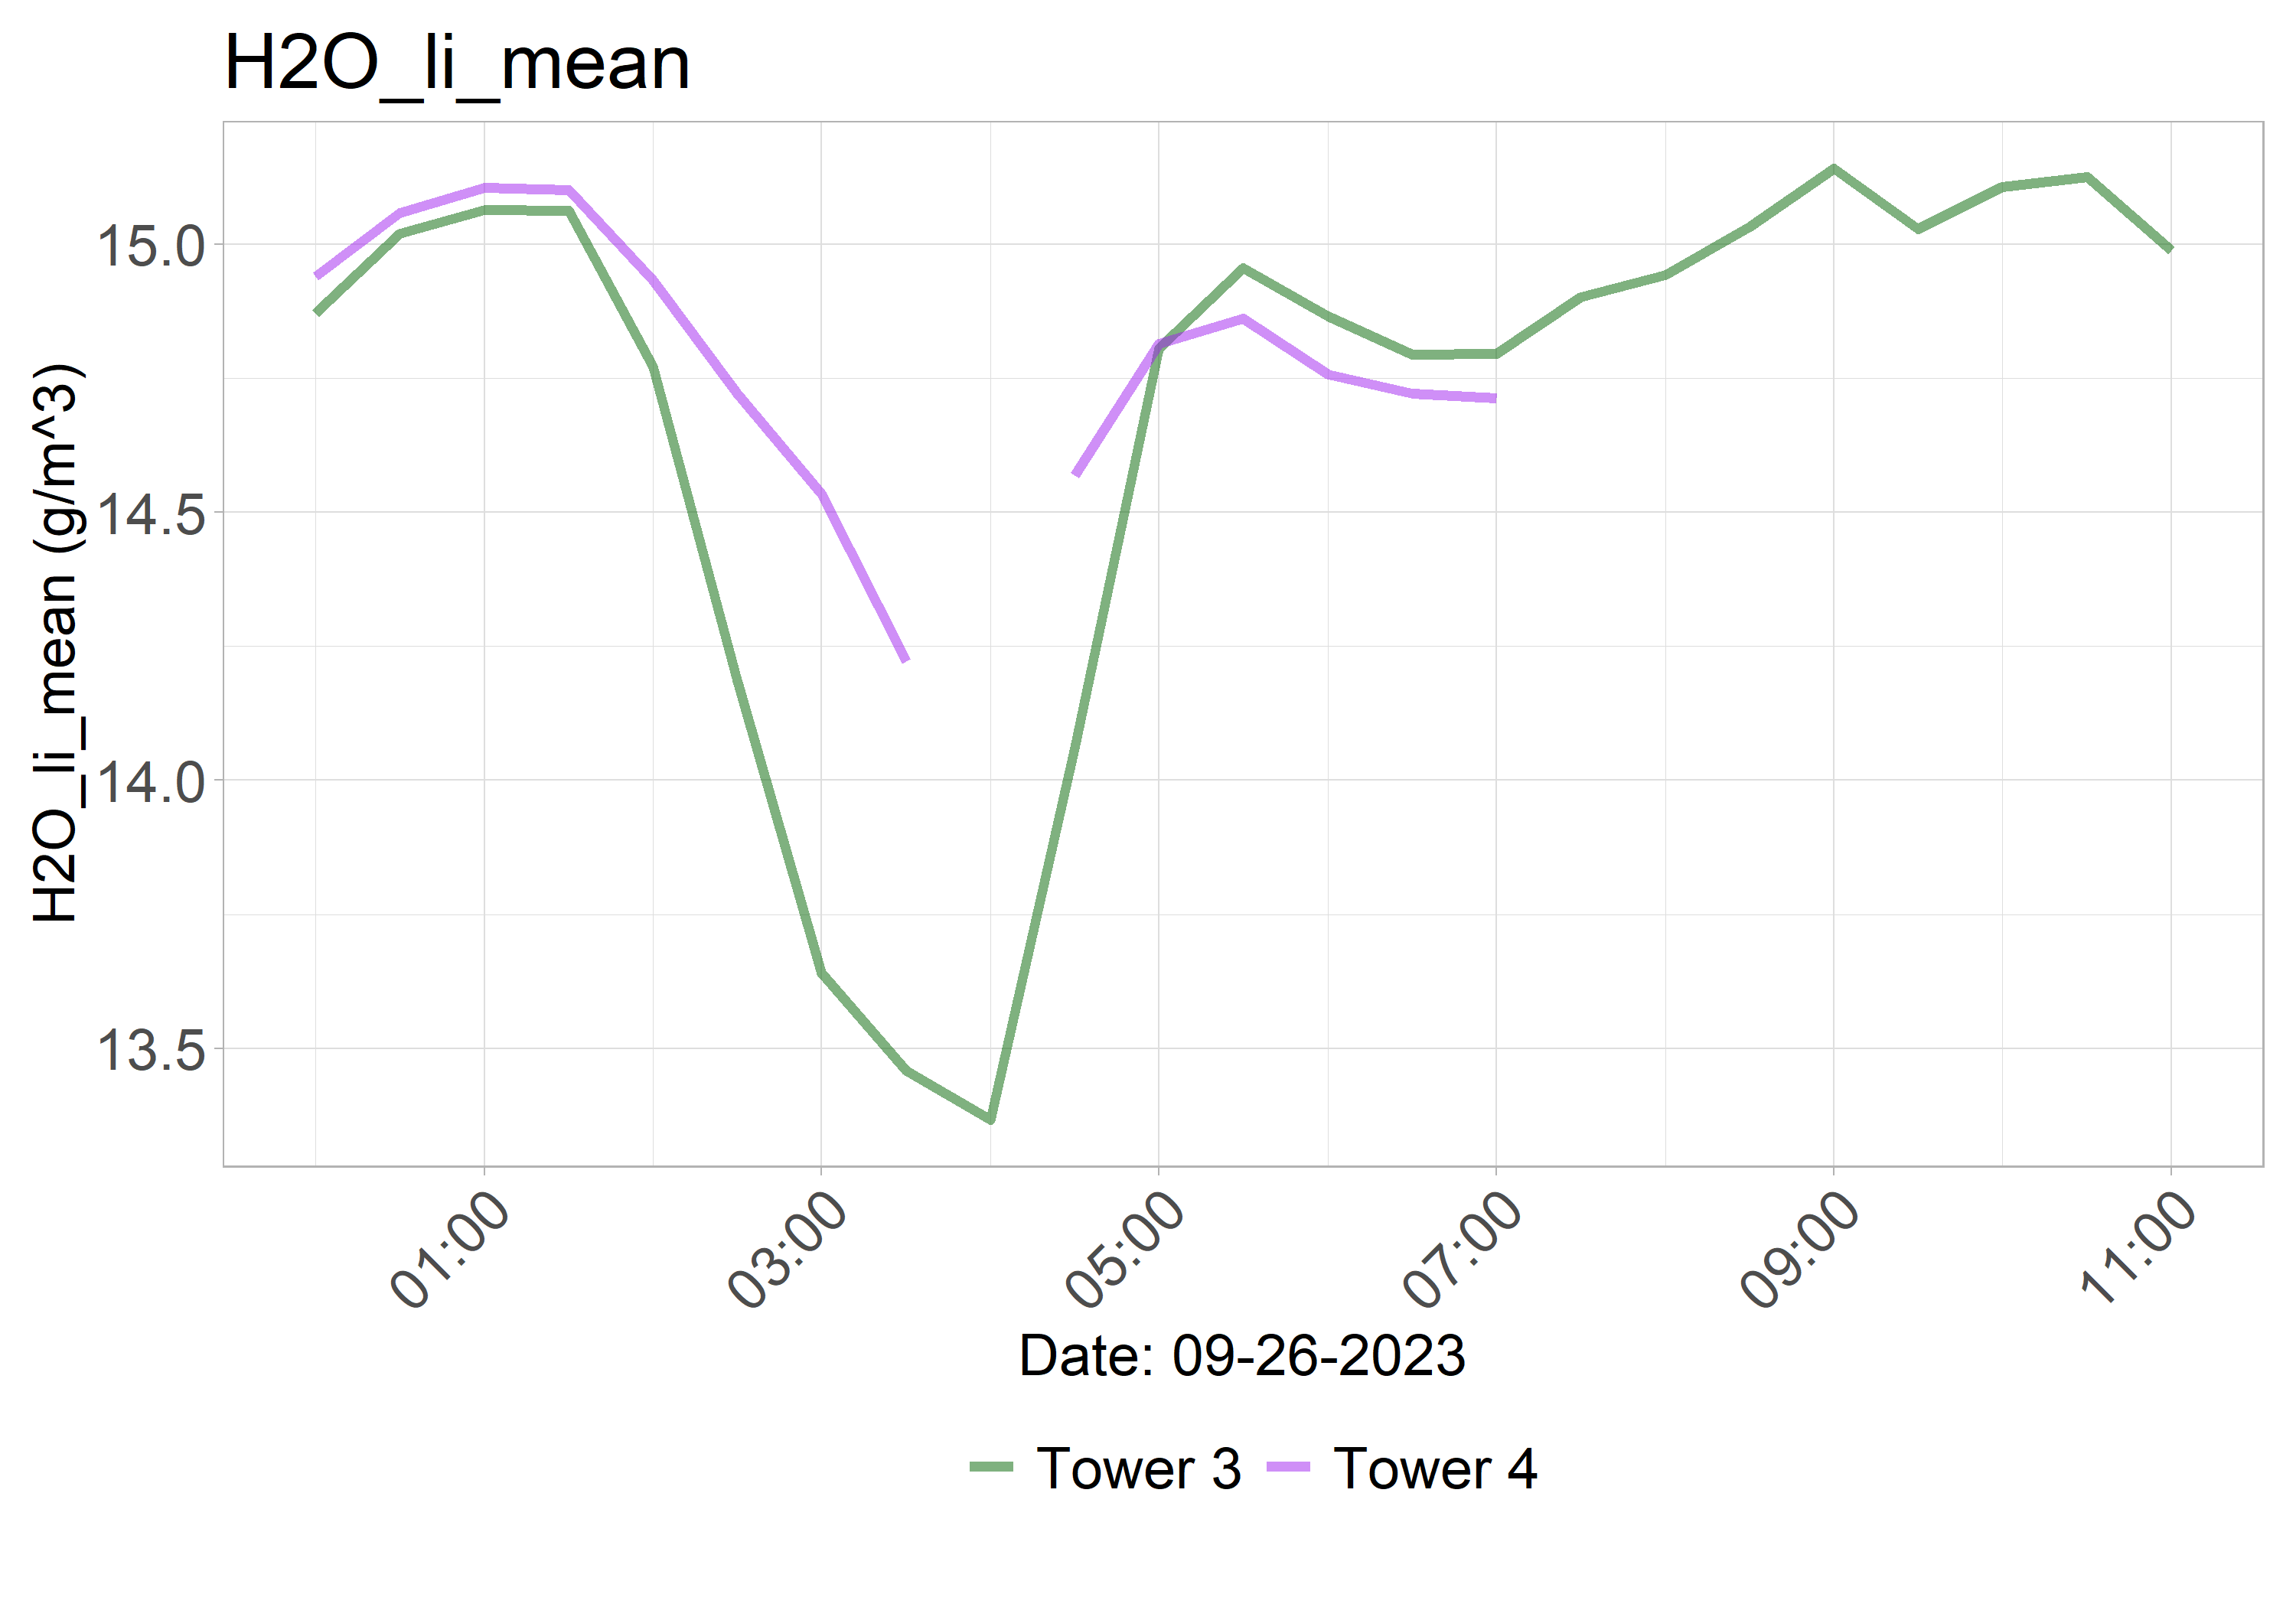 H2O_li_mean
H2O_li_mean (g/m^3)
15.0
14.5
14.0
13.5
01:00
03:00
05:00
07:00
09:00
11:00
Date: 09-26-2023
Tower 3
Tower 4